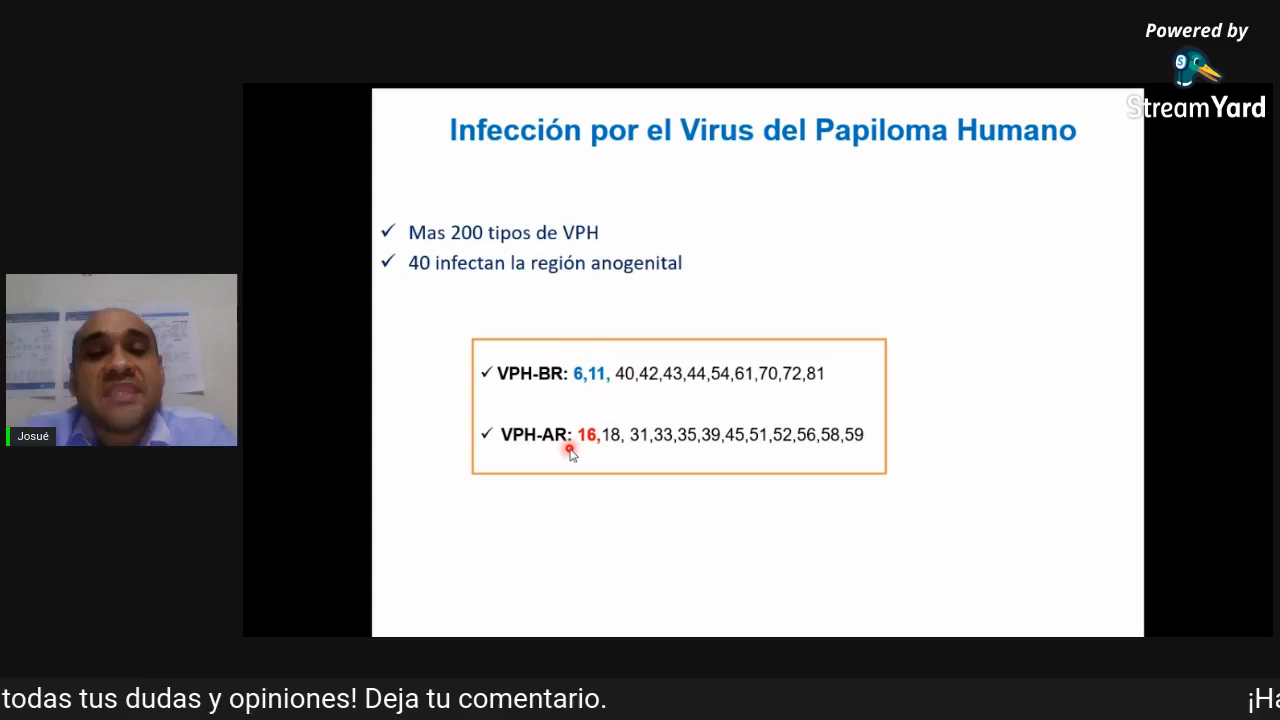 Powered by
StreamYard
Infección por el Virus del Papiloma Humano
✓ Mas 200 tipos de VPH
✓ 40 infectan la región anogenital
✓ VPH-BR: 6,11, 40,42,43,44,54,61,70,72,81
✓ VPH-AR: 16,18, 31,33,35,39,45,51,52,56,58,59
Josué
todas tus dudas y opiniones! Deja tu comentario.